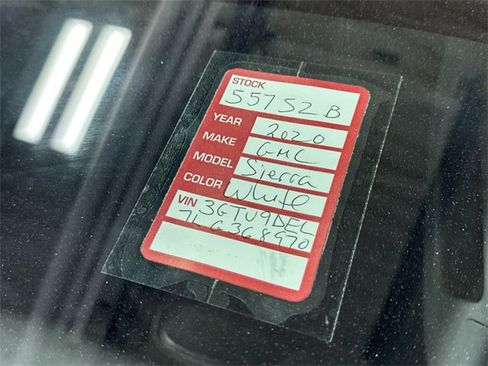 STOCK
55752B
YEAR 2020
MAKE GMC
MODEL Sierra
COLOR White
VIN 3GTU9DEL
7LG368970